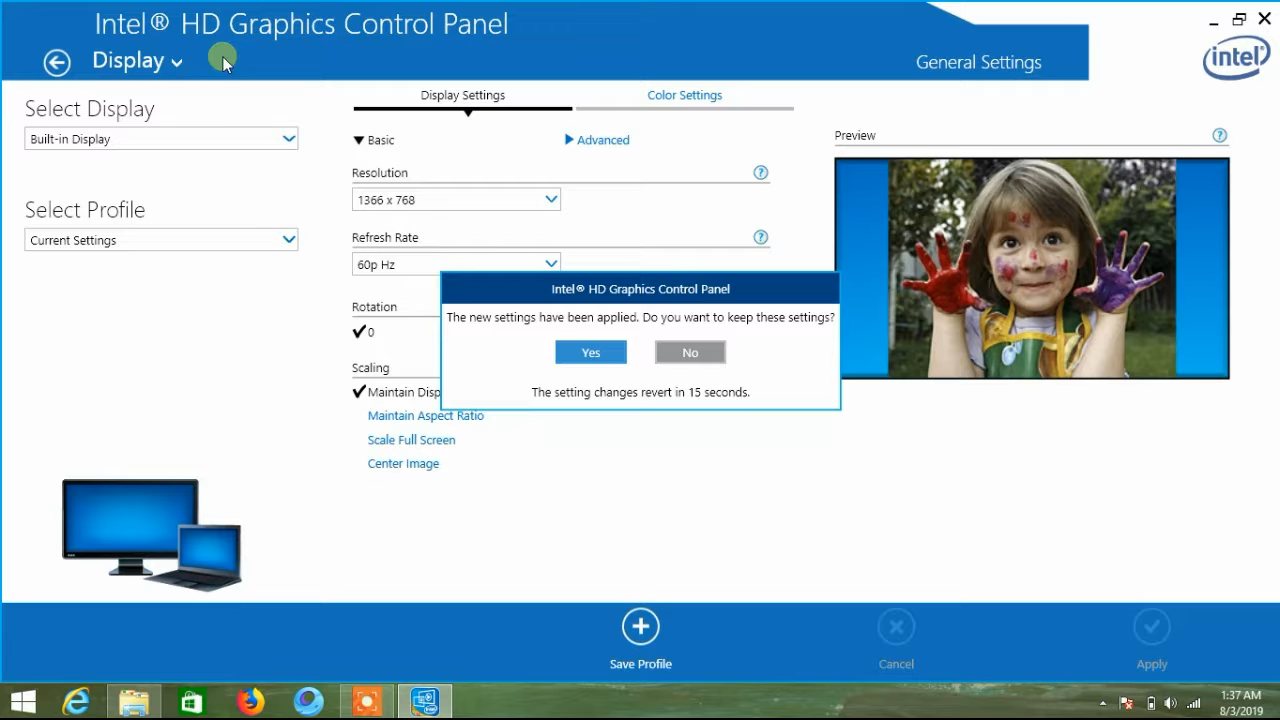 Intel® HD Graphics Control Panel
Display
General Settings
intel
Select Display
Built-in Display
Select Profile
Current Settings
Display Settings
Color Settings
Basic
Advanced
Resolution
?
1366 x 768
Refresh Rate
?
60p Hz
Rotation
0
Scaling
Maintain Disp
Maintain Aspect Ratio
Scale Full Screen
Center Image
Preview
?
Intel® HD Graphics Control Panel
The new settings have been applied. Do you want to keep these settings?
Yes
No
The setting changes revert in 15 seconds.
Save Profile
Cancel
Apply
1:37 AM
8/3/2019